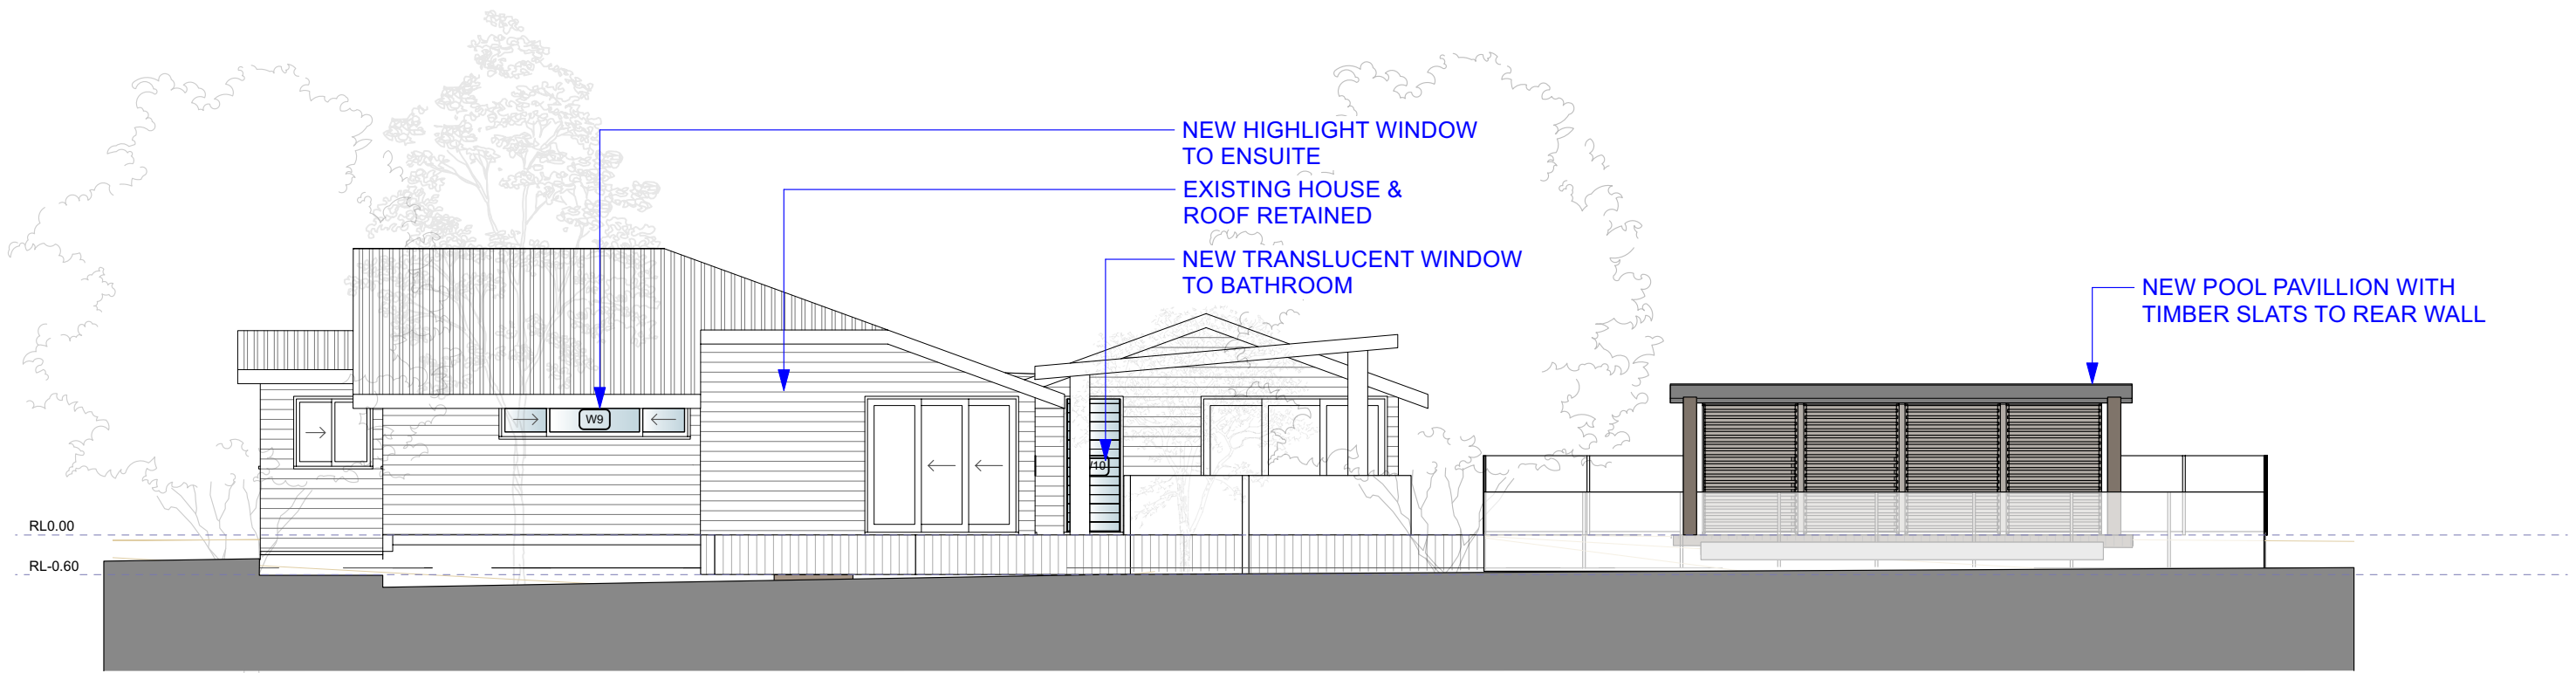 NEW HIGHLIGHT WINDOW
TO ENSUITE
EXISTING HOUSE &
ROOF RETAINED
NEW TRANSLUCENT WINDOW
TO BATHROOM
NEW POOL PAVILLION WITH
TIMBER SLATS TO REAR WALL
W9
/10
RL0.00
RL-0.60